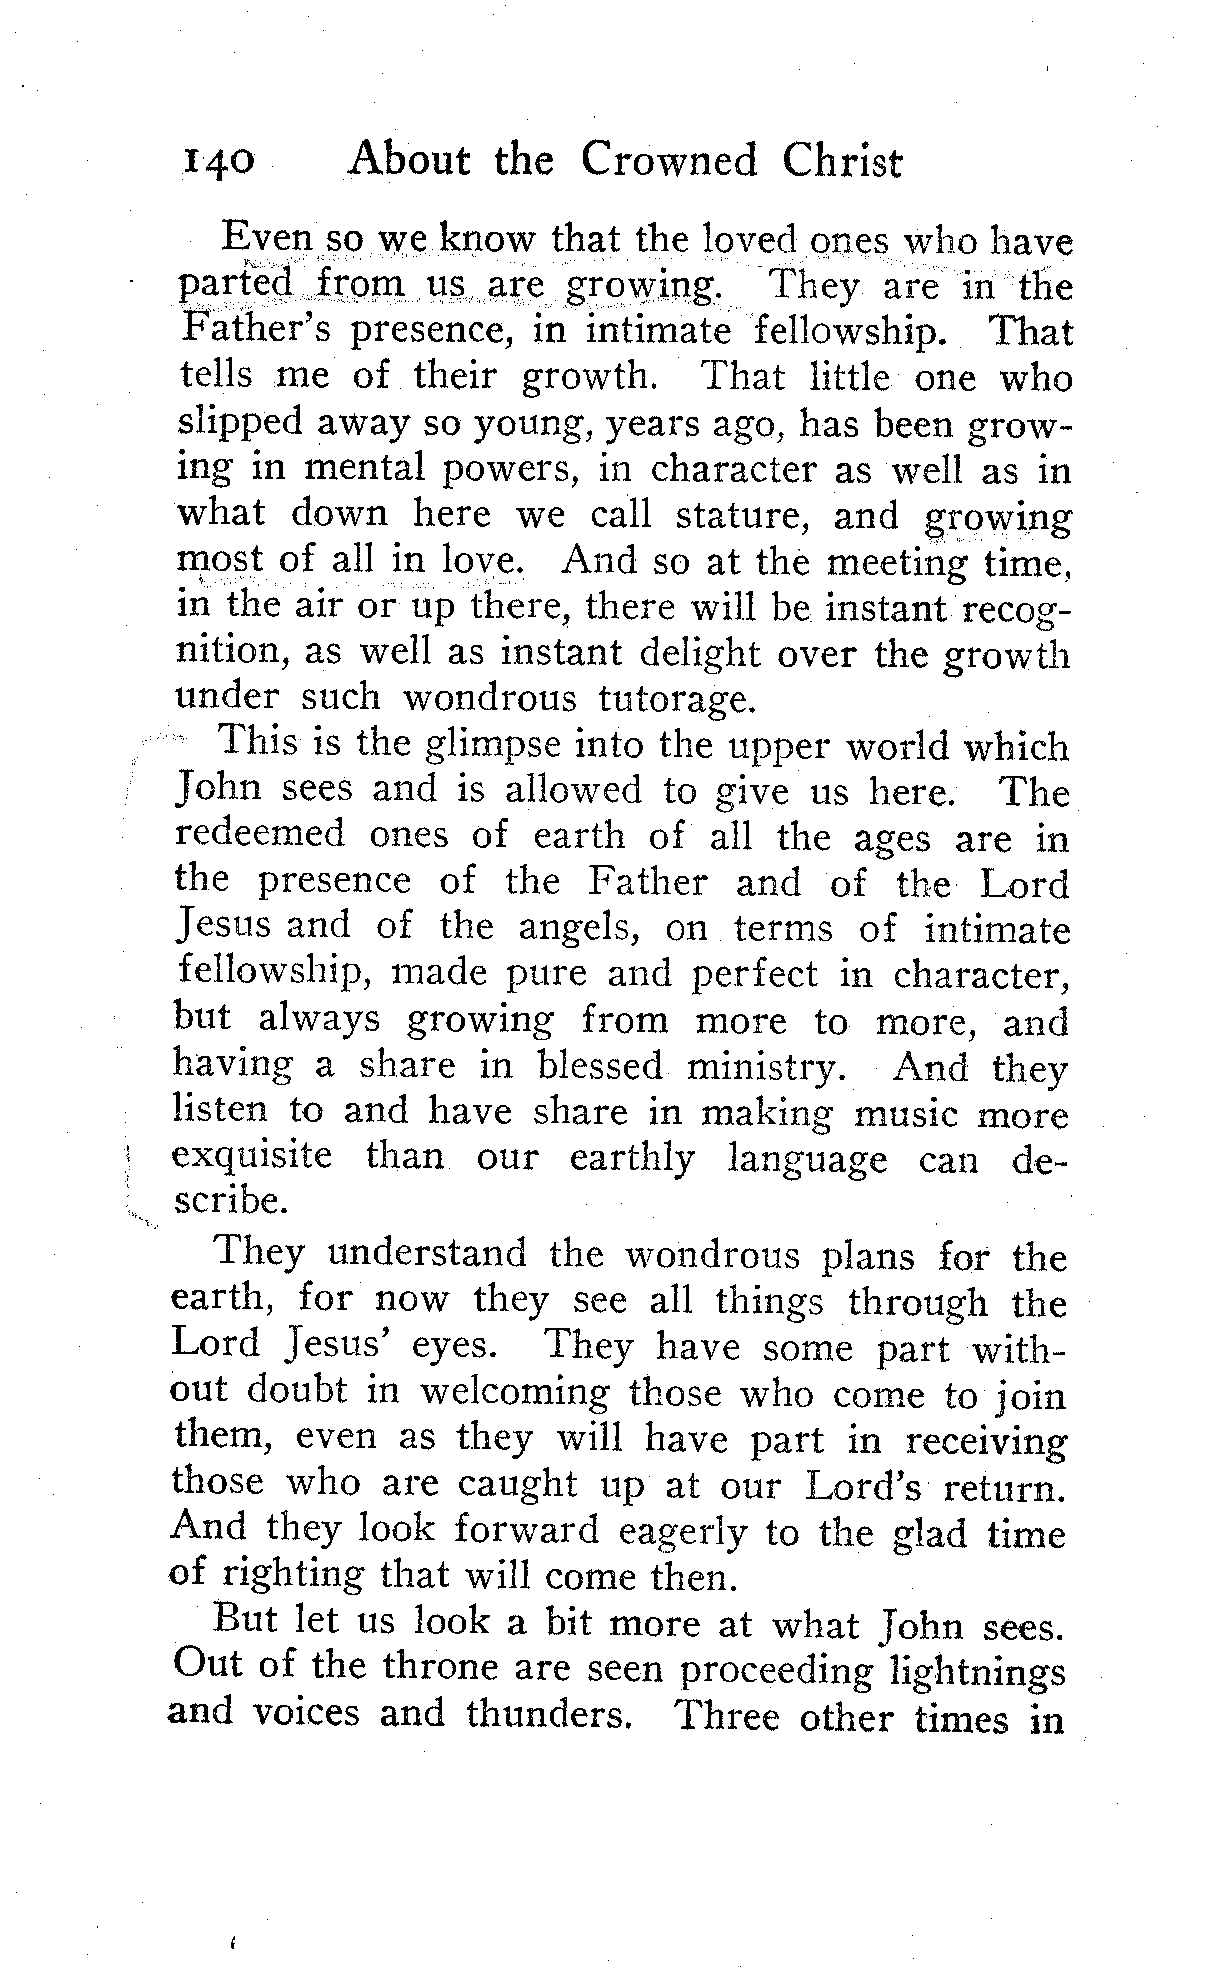 140 About the Crowned Christ
Even so we know that the loved ones who have
parted from us are growing. They are in the
Father's presence, in intimate fellowship. That
tells me of their growth. That little one who
slipped away so young, years ago, has been grow-
ing in mental powers, in character as well as in
what down here we call stature, and growing
most of all in love. And so at the meeting time,
in the air or up there, there will be instant recog-
nition, as well as instant delight over the growth
under such wondrous tutorage.
This is the glimpse into the upper world which
John sees and is allowed to give us here. The
redeemed ones of earth of all the ages are in
the presence of the Father and of the Lord
Jesus and of the angels, on terms of intimate
fellowship, made pure and perfect in character,
but always growing from more to more, and
having a share in blessed ministry. And they
listen to and have share in making music more
exquisite than our earthly language can de-
scribe.
They understand the wondrous plans for the
earth, for now they see all things through the
Lord Jesus' eyes. They have some part with-
out doubt in welcoming those who come to join
them, even as they will have part in receiving
those who are caught up at our Lord's return.
And they look forward eagerly to the glad time
of righting that will come then.
But let us look a bit more at what John sees.
Out of the throne are seen proceeding lightnings
and voices and thunders. Three other times in